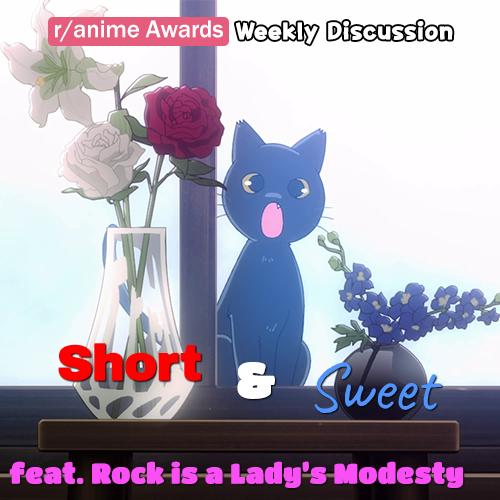 r/anime Awards Weekly Discussion
Short & Sweet
feat. Rock is a Lady's Modesty